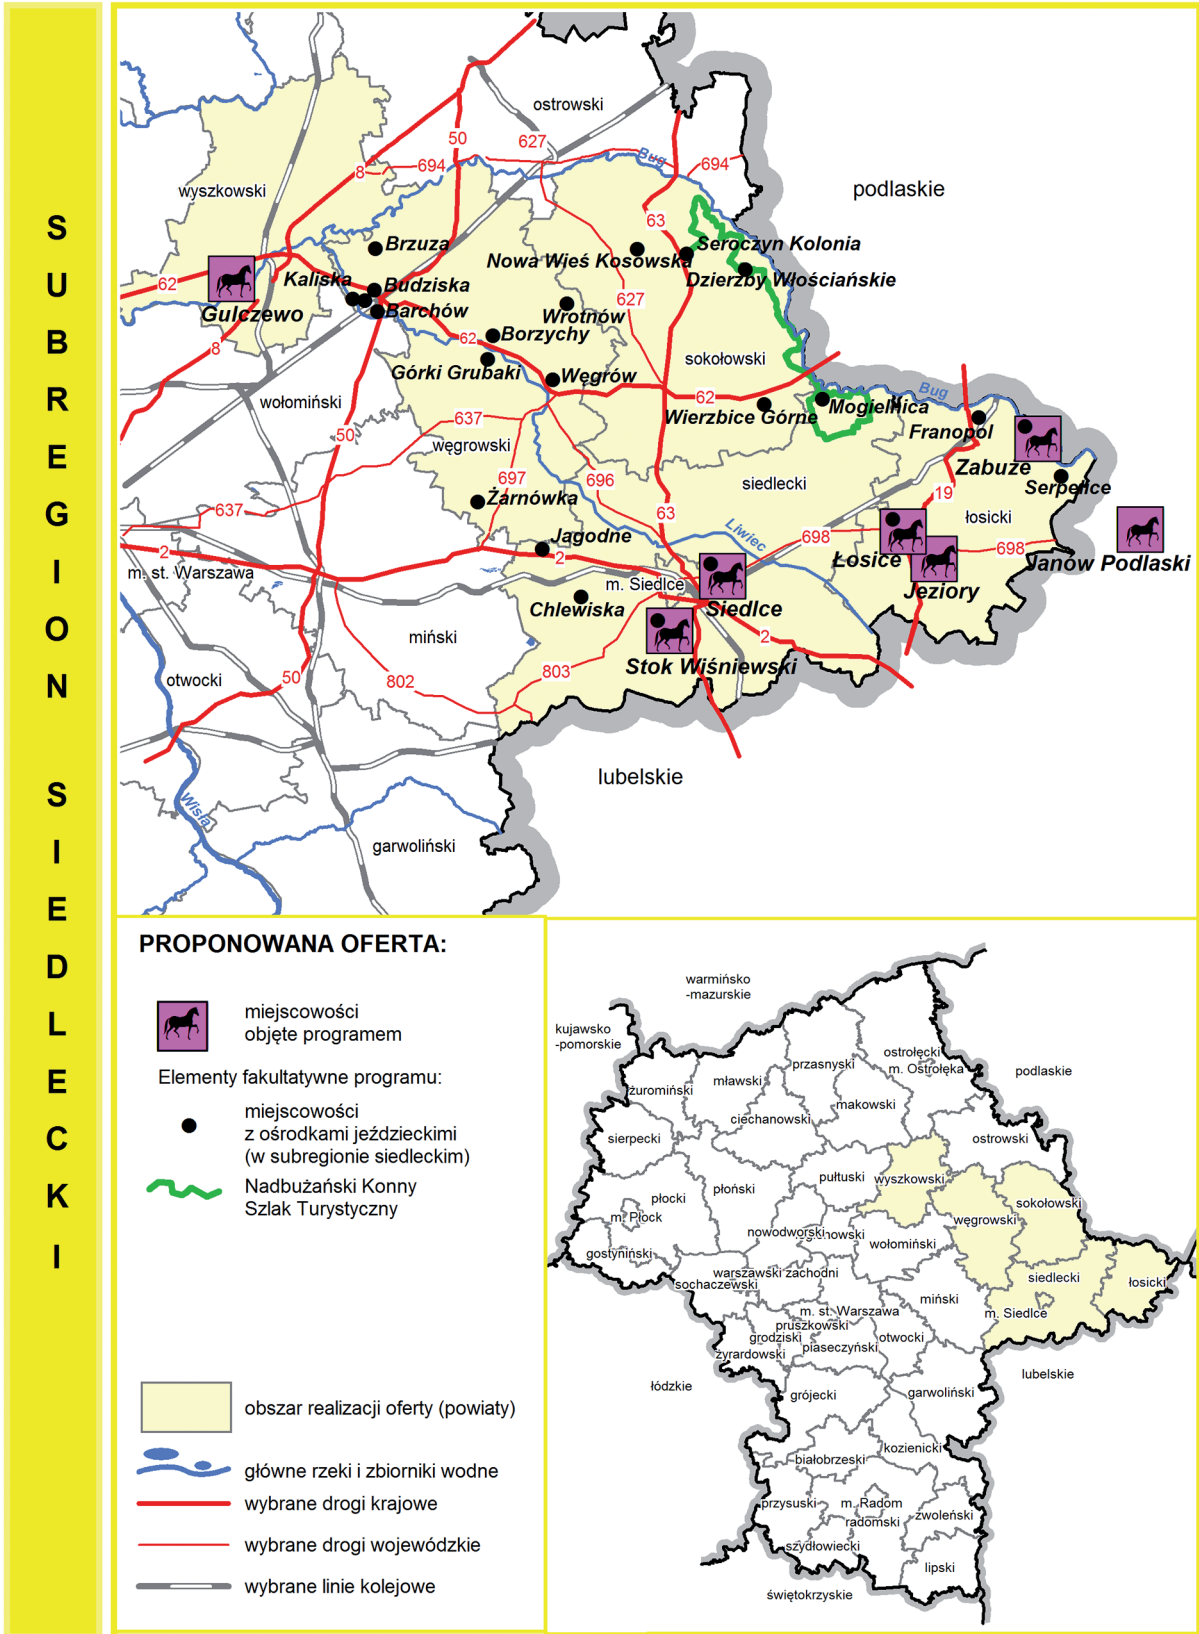 SUBREGION SIEDLECKI
ostrowski
50
627
8
694
Bug
694
wyszkowski
podlaskie
63
Brzuza
Seroczyn Kolonia
Nowa Wieś Kosowska
62
Kaliska
Budziska
Dzierzby Włościańskie
627
Gulczewo
Barchów
Wrotnów
62
Borzychy
8
sokołowski
Górki Grubaki
Węgrów
Bug
62
wołomiński
Wierzbice Górne
Mogielnica
637
50
węgrowski
Franopol
Zabuże
697
696
siedlecki
Serpelice
19
Żarnówka
637
63
łosicki
Liwiec
698
Jagodne
698
2
2
Łosice
Janów Podlaski
m. st. Warszawa
m. Siedlce
Jeziory
Chlewiska
Siedlce
miński
2
Stok Wiśniewski
803
50
802
otwocki
lubelskie
Wisła
garwoliński
PROPONOWANA OFERTA:
miejscowości
objęte programem
Elementy fakultatywne programu:
miejscowości
z ośrodkami jeździeckimi
(w subregionie siedleckim)
Nadbużański Konny
Szlak Turystyczny
obszar realizacji oferty (powiaty)
główne rzeki i zbiorniki wodne
wybrane drogi krajowe
wybrane drogi wojewódzkie
wybrane linie kolejowe
warmińsko
-mazurskie
kujawsko
-pomorskie
ostrołęcki
m. Ostrołęka
przasnyski
podlaskie
mławski
żuromiński
makowski
ciechanowski
sierpecki
ostrowski
pułtuski
wyszkowski
płoński
płocki
sokołowski
m. Płock
węgrowski
nowodworski
wołomiński
gostyniński
warszawski zachodni
sochaczewski
siedlecki
łosicki
miński
m. st. Warszawa
m. Siedlce
pruszkowski
grodziski
otwocki
piaseczyński
żyrardowski
lubelskie
łódzkie
grójecki
garwoliński
kozienicki
białobrzeski
przysuski
m. Radom
radomski
zwoleński
szydłowiecki
lipski
świętokrzyskie